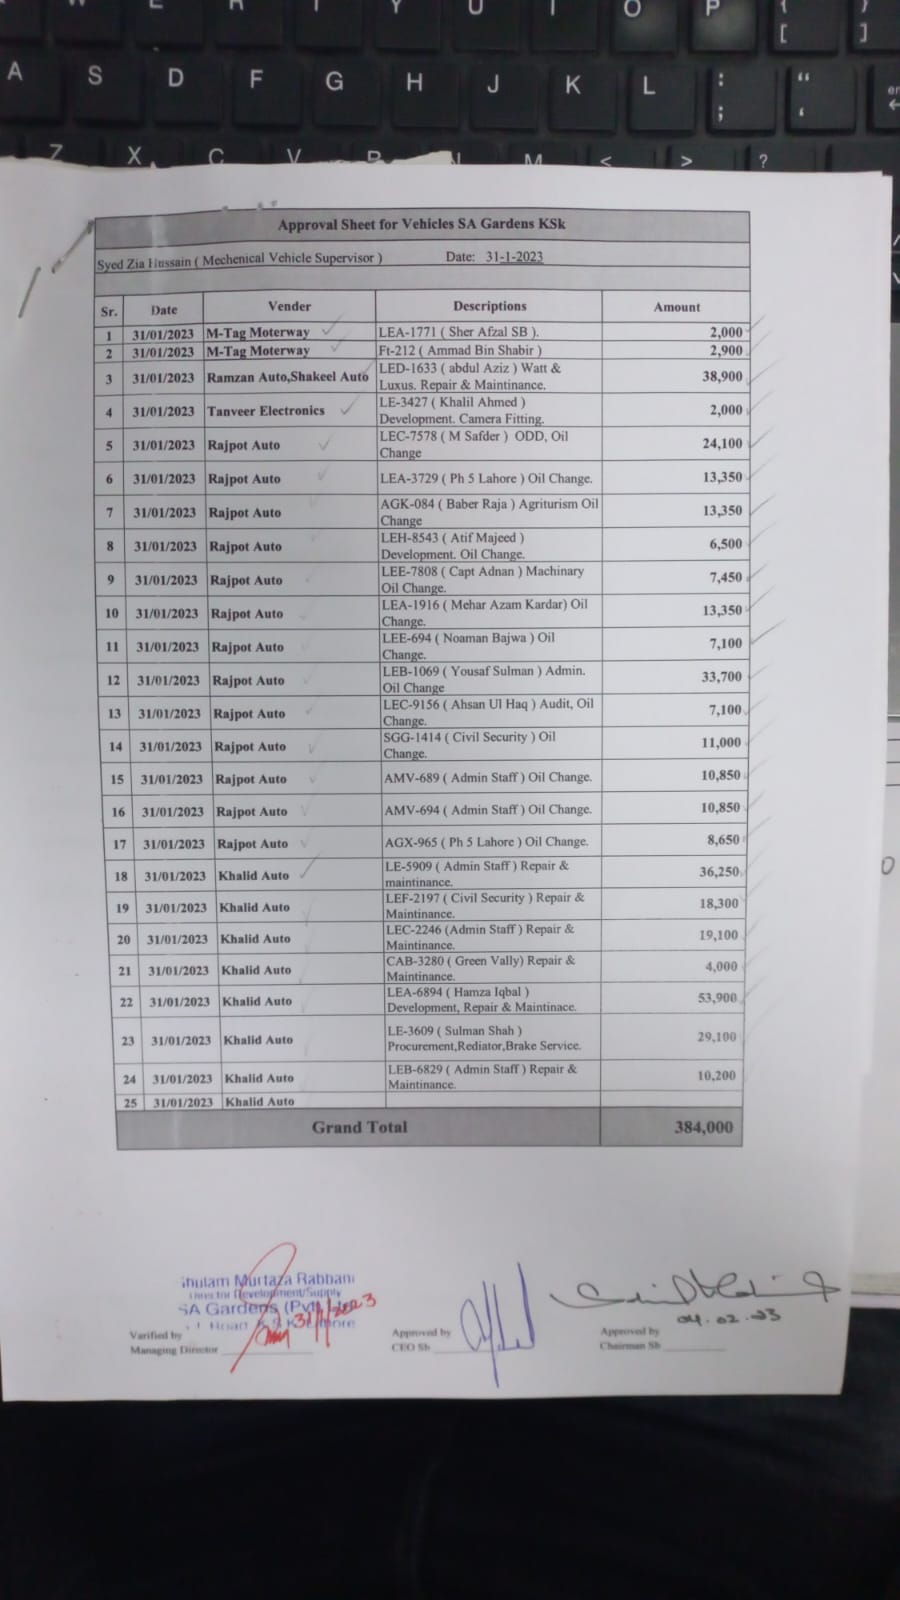 O P { [ } ]
A S D F G H J K L : ; “ ‘
Z X C V < > ?
Approval Sheet for Vehicles SA Gardens KSk
Syed Zia Hussain ( Mechenical Vehicle Supervisor ) Date: 31-1-2023
Sr. Date Vender Descriptions Amount
1 31/01/2023 M-Tag Moterway LEA-1771 ( Sher Afzal SB ). 2,000
2 31/01/2023 M-Tag Moterway Ft-212 ( Ammad Bin Shabir ) 2,900
3 31/01/2023 Ramzan Auto,Shakeel Auto LED-1633 ( abdul Aziz ) Watt & 38,900
Luxus. Repair & Maintinance.
4 31/01/2023 Tanveer Electronics LE-3427 ( Khalil Ahmed ) 2,000
Development. Camera Fitting.
5 31/01/2023 Rajpot Auto LEC-7578 ( M Safder ) ODD, Oil 24,100
Change
6 31/01/2023 Rajpot Auto LEA-3729 ( Ph 5 Lahore ) Oil Change. 13,350
7 31/01/2023 Rajpot Auto AGK-084 ( Baber Raja ) Agriturism Oil 13,350
Change
8 31/01/2023 Rajpot Auto LEH-8543 ( Atif Majeed ) 6,500
Development. Oil Change.
9 31/01/2023 Rajpot Auto LEE-7808 ( Capt Adnan ) Machinary 7,450
Oil Change.
10 31/01/2023 Rajpot Auto LEA-1916 ( Mehar Azam Kardar) Oil 13,350
Change.
11 31/01/2023 Rajpot Auto LEE-694 ( Noaman Bajwa ) Oil 7,100
Change.
12 31/01/2023 Rajpot Auto LEB-1069 ( Yousaf Sulman ) Admin. 33,700
Oil Change
13 31/01/2023 Rajpot Auto LEC-9156 ( Ahsan Ul Haq ) Audit, Oil 7,100
Change.
14 31/01/2023 Rajpot Auto SGG-1414 ( Civil Security ) Oil 11,000
Change.
15 31/01/2023 Rajpot Auto AMV-689 ( Admin Staff ) Oil Change. 10,850
16 31/01/2023 Rajpot Auto AMV-694 ( Admin Staff ) Oil Change. 10,850
17 31/01/2023 Rajpot Auto AGX-965 ( Ph 5 Lahore ) Oil Change. 8,650
18 31/01/2023 Khalid Auto LE-5909 ( Admin Staff ) Repair & 36,250
maintinance.
19 31/01/2023 Khalid Auto LEF-2197 ( Civil Security ) Repair & 18,300
Maintinance.
20 31/01/2023 Khalid Auto LEC-2246 (Admin Staff ) Repair & 19,100
Maintinance.
21 31/01/2023 Khalid Auto CAB-3280 ( Green Vally) Repair & 4,000
Maintinance.
22 31/01/2023 Khalid Auto LEA-6894 ( Hamza Iqbal ) 53,900
Development, Repair & Maintinace.
23 31/01/2023 Khalid Auto LE-3609 ( Sulman Shah ) 29,100
Procurement,Rediator,Brake Service.
24 31/01/2023 Khalid Auto LEB-6829 ( Admin Staff ) Repair & 10,200
Maintinance.
25 31/01/2023 Khalid Auto
Grand Total 384,000
Murtaza Rabbani
Development/Supply
SA Gardens
31/1/2023
04.02.23
Varified by Approved by Approved by
Managing Director CEO Sb Chairman Sb